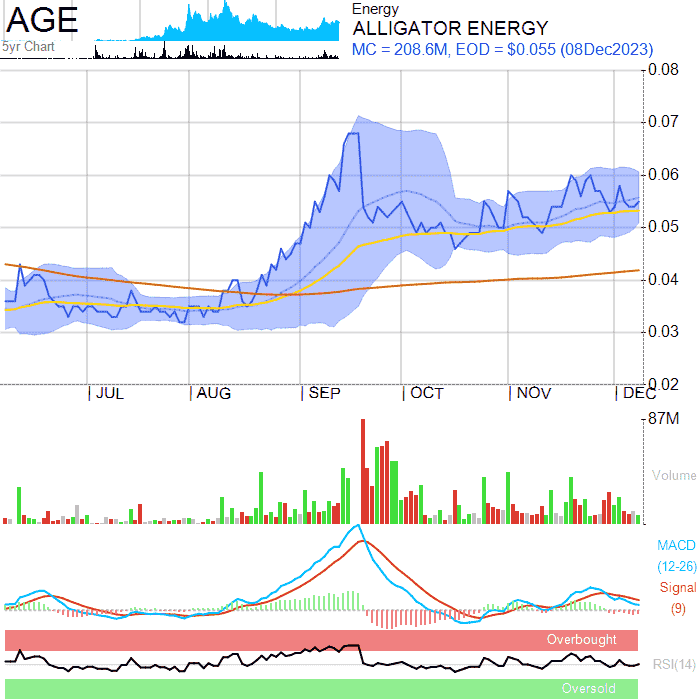 AGE
5yr Chart
Energy
ALLIGATOR ENERGY
MC = 208.6M, EOD = $0.055 (08Dec2023)
0.08
0.07
0.06
0.05
0.04
0.03
0.02
JUL AUG SEP OCT NOV DEC
87M
Volume
MACD
(12-26)
Signal
(9)
Overbought
RSI(14)
Oversold